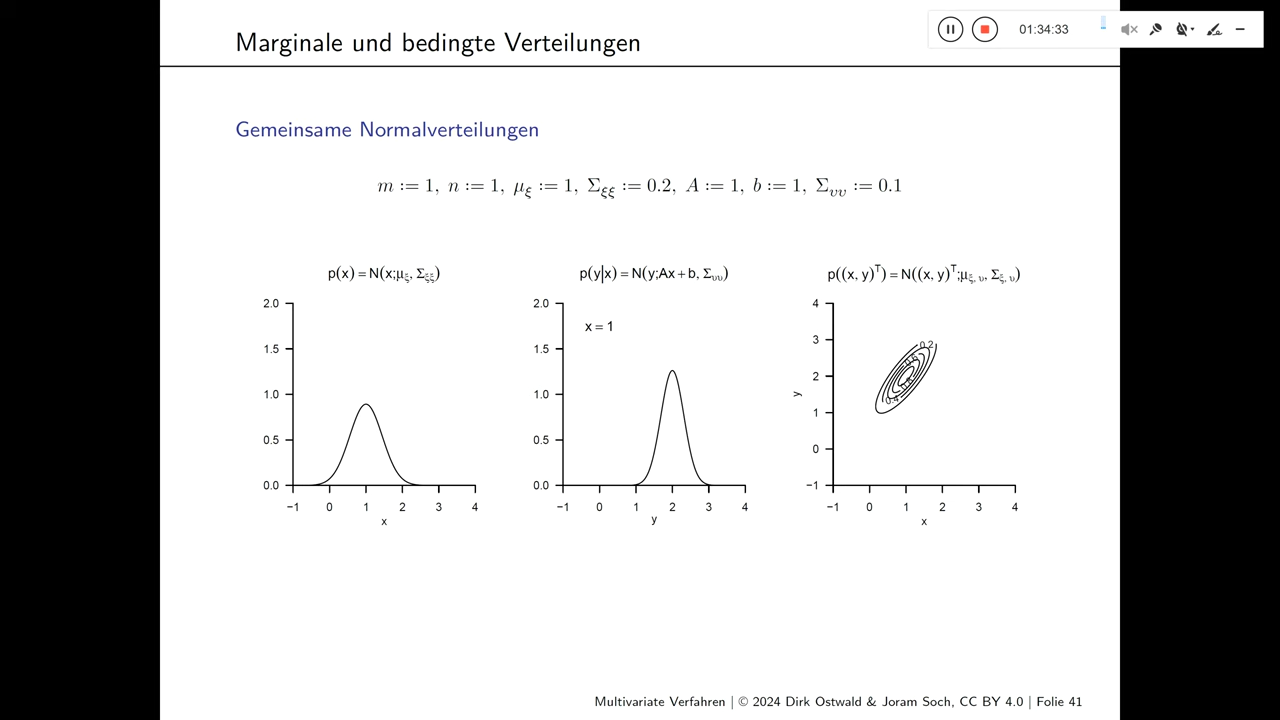 01:34:33
Marginale und bedingte Verteilungen
Gemeinsame Normalverteilungen
m := 1, n := 1, μ_ξ := 1, Σ_ξξ := 0.2, A := 1, b := 1, Σ_υυ := 0.1
p(x) = N(x;μ_ξ, Σ_ξξ)
2.0
1.5
1.0
0.5
0.0
−1 0 1 2 3 4
x
p(y|x) = N(y;Ax + b, Σ_υυ)
x = 1
2.0
1.5
1.0
0.5
0.0
−1 0 1 2 3 4
y
p((x, y)^T) = N((x, y)^T;μ_ξ, υ, Σ_ξ, υ)
4
3
2
1
0
−1
y
0.2
0.4
−1 0 1 2 3 4
x
Multivariate Verfahren | © 2024 Dirk Ostwald & Joram Soch, CC BY 4.0 | Folie 41